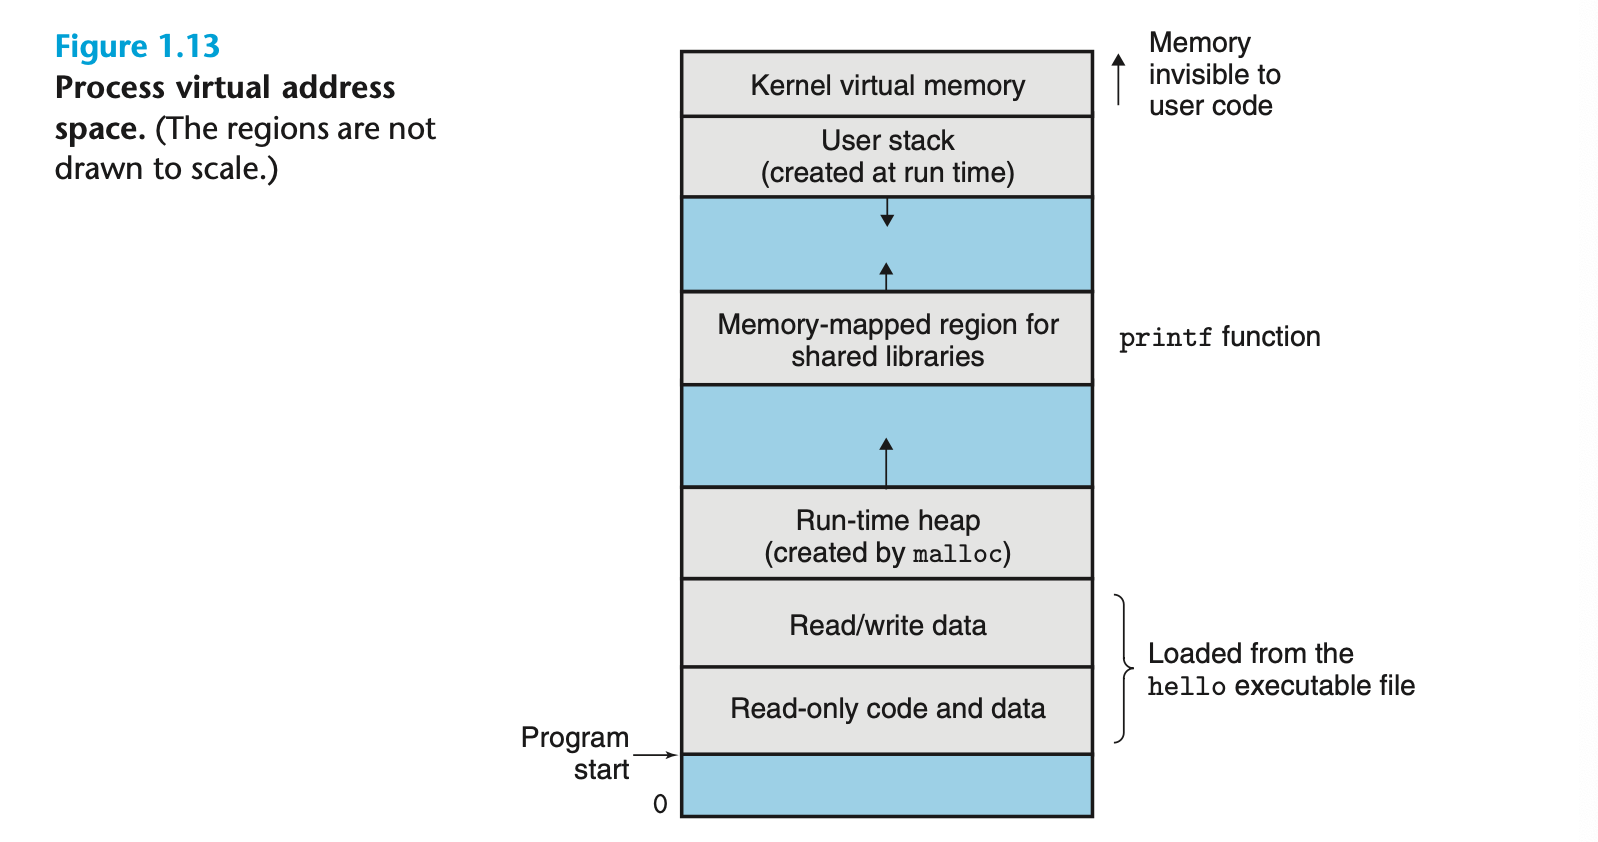 Figure 1.13
Process virtual address
space. (The regions are not
drawn to scale.)
Kernel virtual memory
Memory
invisible to
user code
User stack
(created at run time)
Memory-mapped region for
shared libraries
printf function
Run-time heap
(created by malloc)
Read/write data
Loaded from the
hello executable file
Read-only code and data
Program
start
0